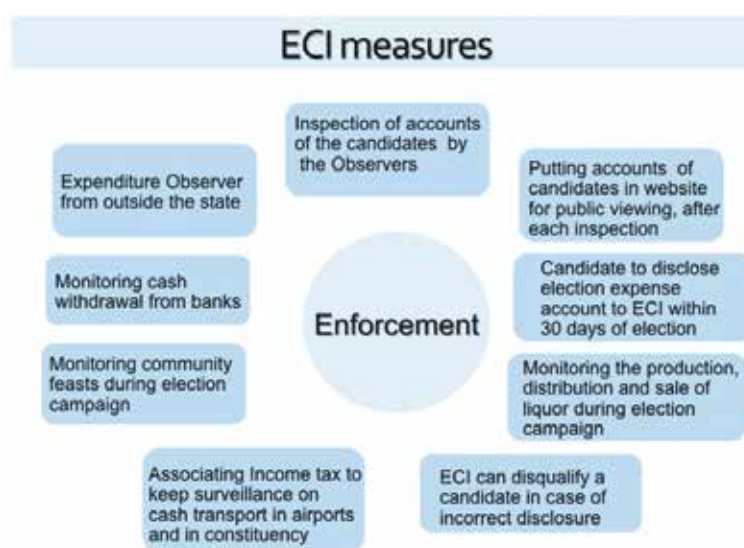 ECI measures
Inspection of accounts
of the candidates by
the Observers
Putting accounts of
candidates in website
for public viewing, after
each inspection
Candidate to disclose
election expense
account to ECI within
30 days of election
Monitoring the production,
distribution and sale of
liquor during election
campaign
ECI can disqualify a
candidate in case of
incorrect disclosure
Associating Income tax to
keep surveillance on
cash transport in airports
and in constituency
Monitoring community
feasts during election
campaign
Monitoring cash
withdrawal from banks
Expenditure Observer
from outside the state
Enforcement